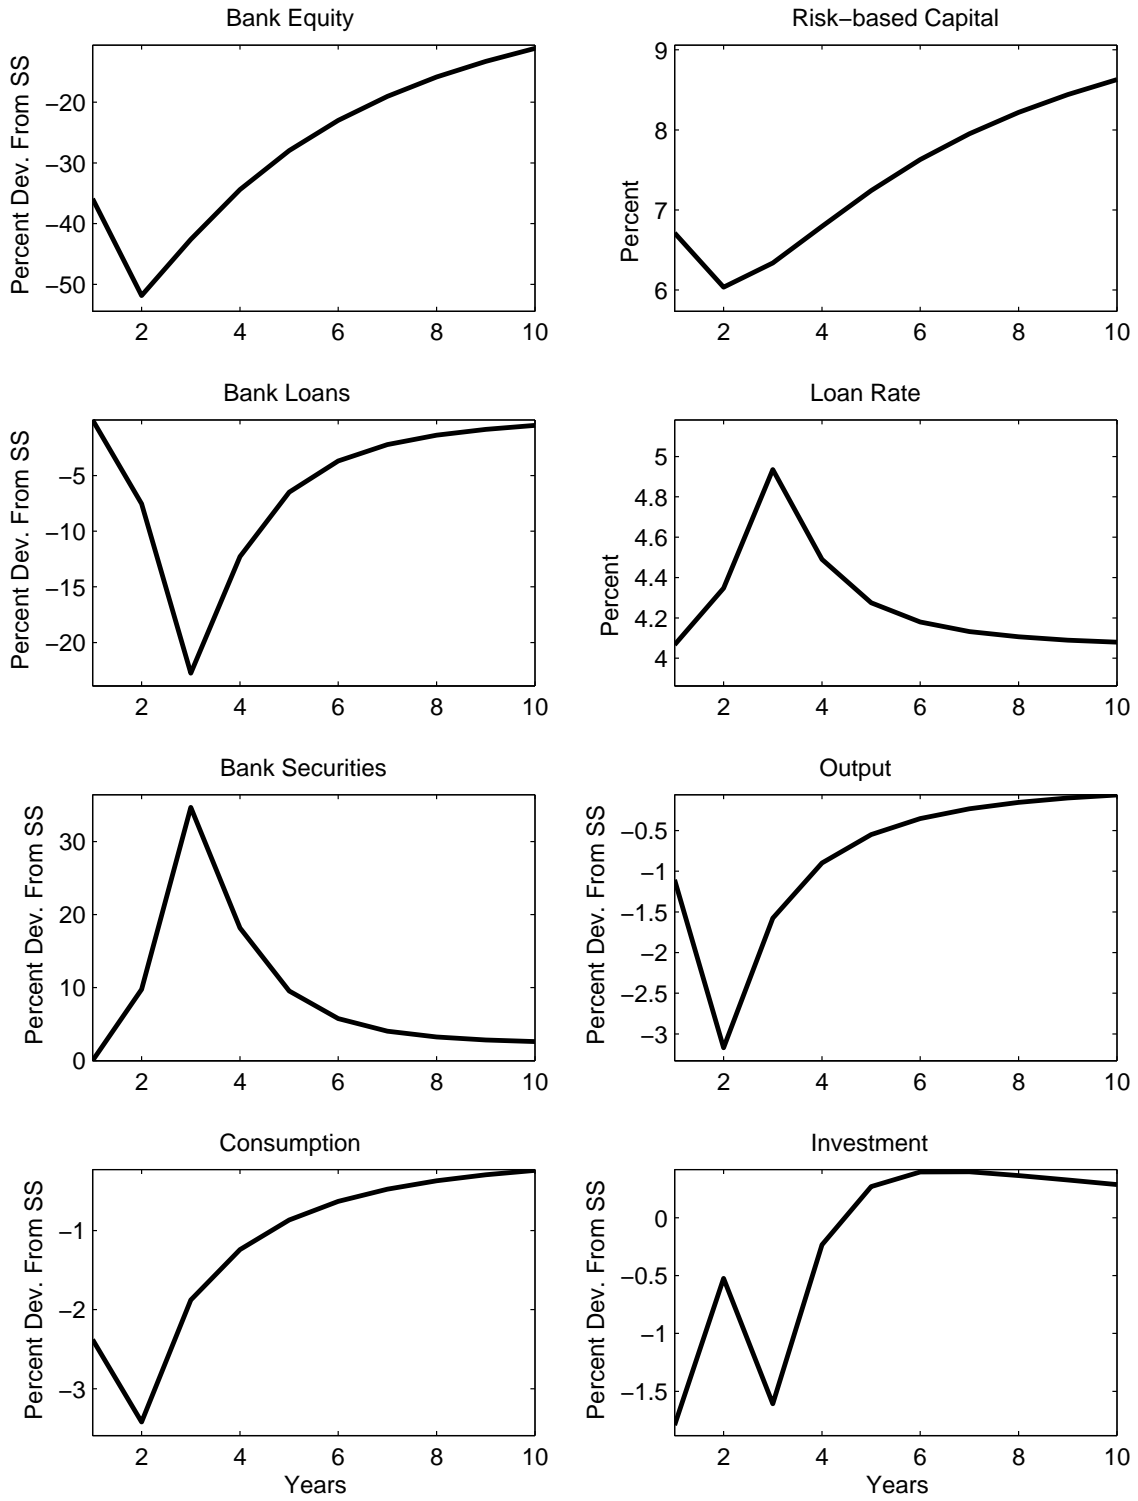 Bank Equity
Percent Dev. From SS
−20
−30
−40
−50
2 4 6 8 10
Risk−based Capital
Percent
9
8
7
6
2 4 6 8 10
Bank Loans
Percent Dev. From SS
−5
−10
−15
−20
2 4 6 8 10
Loan Rate
Percent
5
4.8
4.6
4.4
4.2
4
2 4 6 8 10
Bank Securities
Percent Dev. From SS
30
20
10
0
2 4 6 8 10
Output
Percent Dev. From SS
−0.5
−1
−1.5
−2
−2.5
−3
2 4 6 8 10
Consumption
Percent Dev. From SS
−1
−2
−3
2 4 6 8 10
Years
Investment
Percent Dev. From SS
0
−0.5
−1
−1.5
2 4 6 8 10
Years